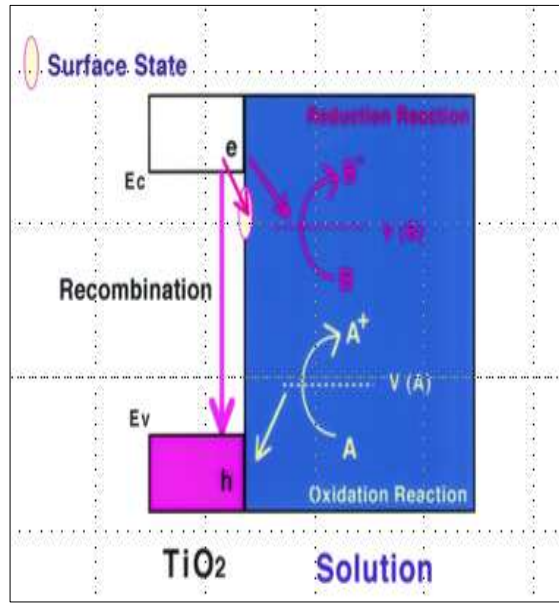 Surface State
Reduction Reaction
e
Ec
B⁻
V (B)
B
Recombination
A⁺
V (A)
Ev
A
h
Oxidation Reaction
TiO₂
Solution